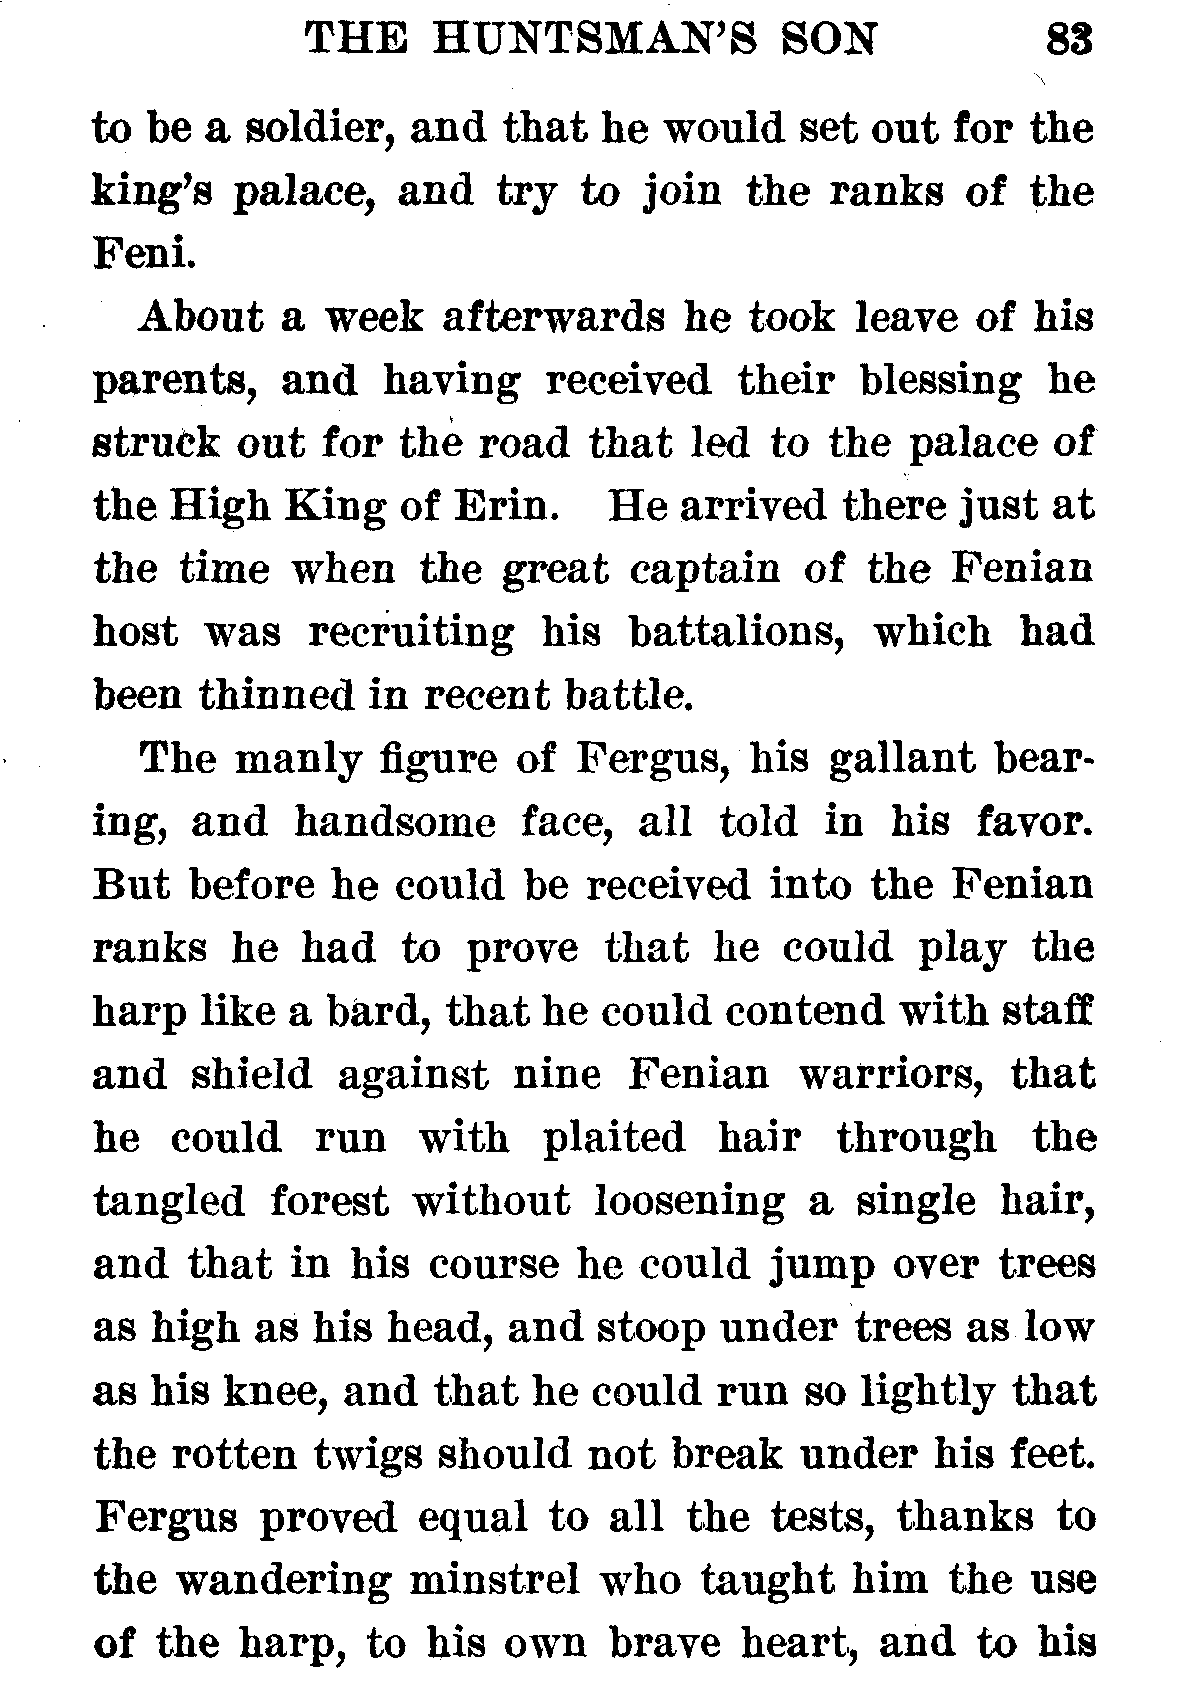 THE HUNTSMAN'S SON 83
to be a soldier, and that he would set out for the
king's palace, and try to join the ranks of the
Feni.
About a week afterwards he took leave of his
parents, and having received their blessing he
struck out for the road that led to the palace of
the High King of Erin. He arrived there just at
the time when the great captain of the Fenian
host was recruiting his battalions, which had
been thinned in recent battle.
The manly figure of Fergus, his gallant bear-
ing, and handsome face, all told in his favor.
But before he could be received into the Fenian
ranks he had to prove that he could play the
harp like a bard, that he could contend with staff
and shield against nine Fenian warriors, that
he could run with plaited hair through the
tangled forest without loosening a single hair,
and that in his course he could jump over trees
as high as his head, and stoop under trees as low
as his knee, and that he could run so lightly that
the rotten twigs should not break under his feet.
Fergus proved equal to all the tests, thanks to
the wandering minstrel who taught him the use
of the harp, to his own brave heart, and to his